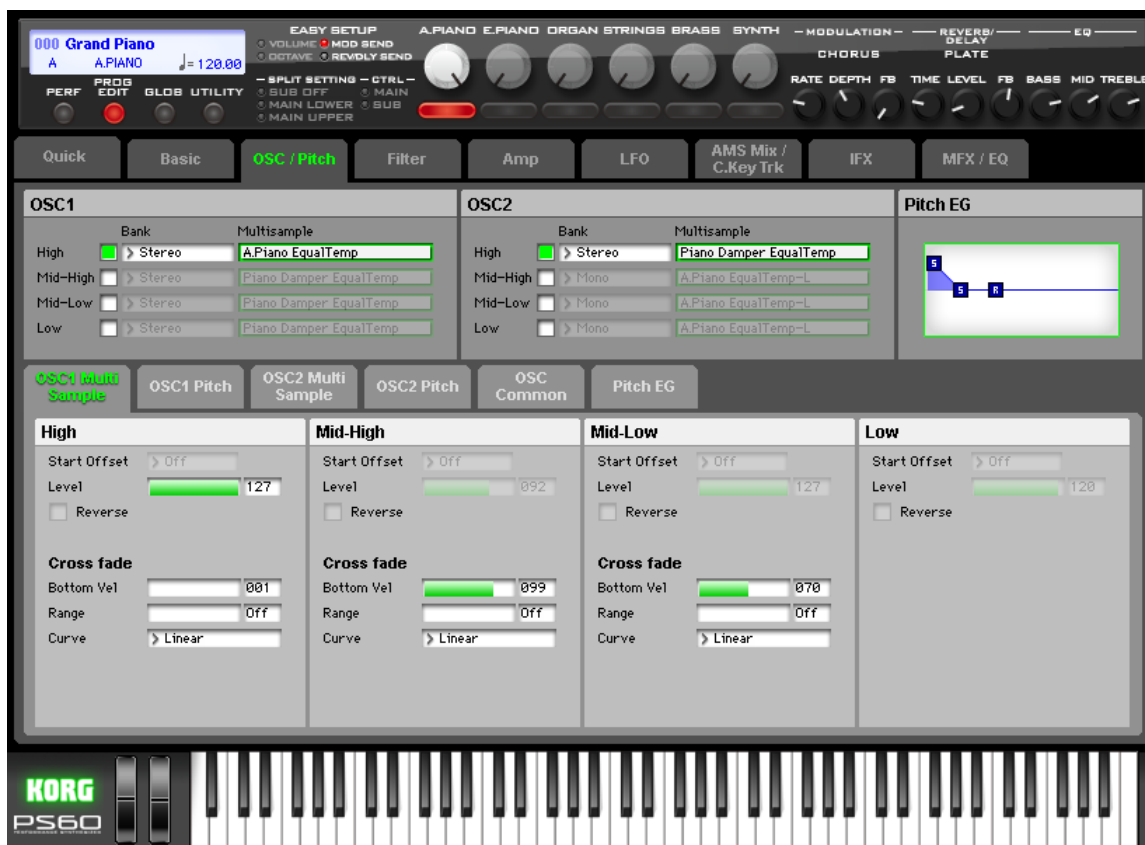 000 Grand Piano
A A.PIANO ♩= 120.00
EASY SETUP
VOLUME MOD SEND
OCTAVE REV/DLY SEND
SPLIT SETTING CTRL
SUB OFF MAIN
MAIN LOWER SUB
MAIN UPPER
PERF PROG EDIT GLOB UTILITY
A.PIANO E.PIANO ORGAN STRINGS BRASS SYNTH
MODULATION REVERB/DELAY EQ
CHORUS PLATE
RATE DEPTH FB TIME LEVEL FB BASS MID TREBLE
Quick Basic OSC / Pitch Filter Amp LFO AMS Mix / C.Key Trk IFX MFX / EQ
OSC1 OSC2 Pitch EG
Bank Multisample Bank Multisample
High > Stereo A.Piano EqualTemp High > Stereo Piano Damper EqualTemp
Mid-High > Stereo Piano Damper EqualTemp Mid-High > Mono A.Piano EqualTemp-L
Mid-Low > Stereo Piano Damper EqualTemp Mid-Low > Mono A.Piano EqualTemp-L
Low > Stereo Piano Damper EqualTemp Low > Mono A.Piano EqualTemp-L
S S R
OSC1 Multi Sample OSC1 Pitch OSC2 Multi Sample OSC2 Pitch OSC Common Pitch EG
High Mid-High Mid-Low Low
Start Offset > Off Start Offset > Off Start Offset > Off Start Offset > Off
Level 127 Level 092 Level 127 Level 120
Reverse Reverse Reverse Reverse
Cross fade Cross fade Cross fade
Bottom Vel 001 Bottom Vel 099 Bottom Vel 070
Range Off Range Off Range Off
Curve > Linear Curve > Linear Curve > Linear
KORG
PS60